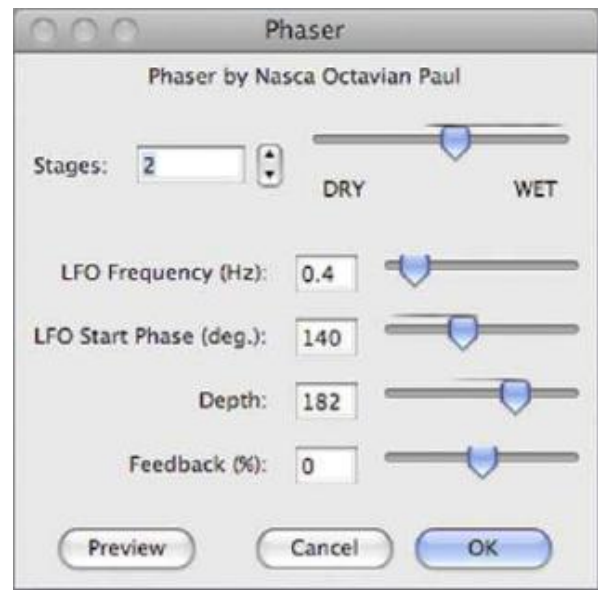 Phaser
Phaser by Nasca Octavian Paul
Stages: 2
DRY WET
LFO Frequency (Hz): 0.4
LFO Start Phase (deg.): 140
Depth: 182
Feedback (%): 0
Preview Cancel OK